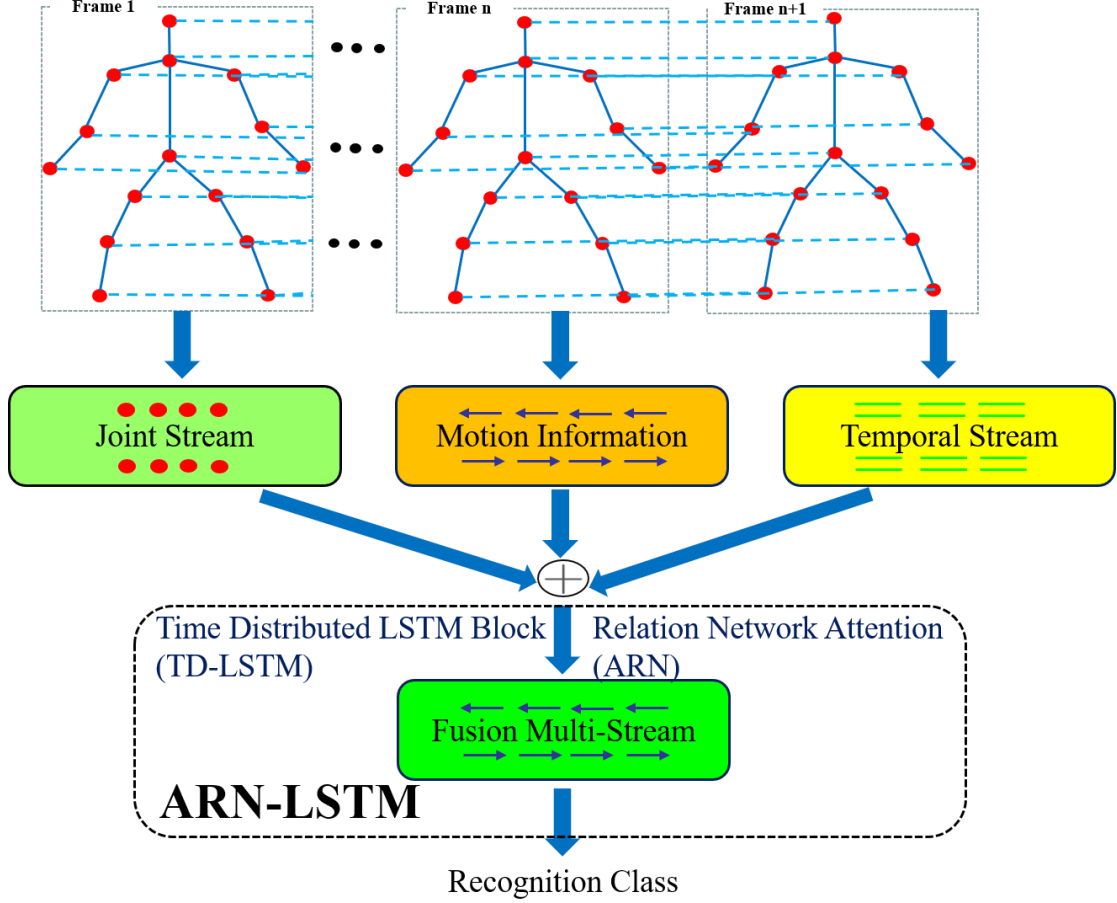 Frame 1
Frame n
Frame n+1
Joint Stream
Motion Information
Temporal Stream
Time Distributed LSTM Block
(TD-LSTM)
Relation Network Attention
(ARN)
Fusion Multi-Stream
ARN-LSTM
Recognition Class